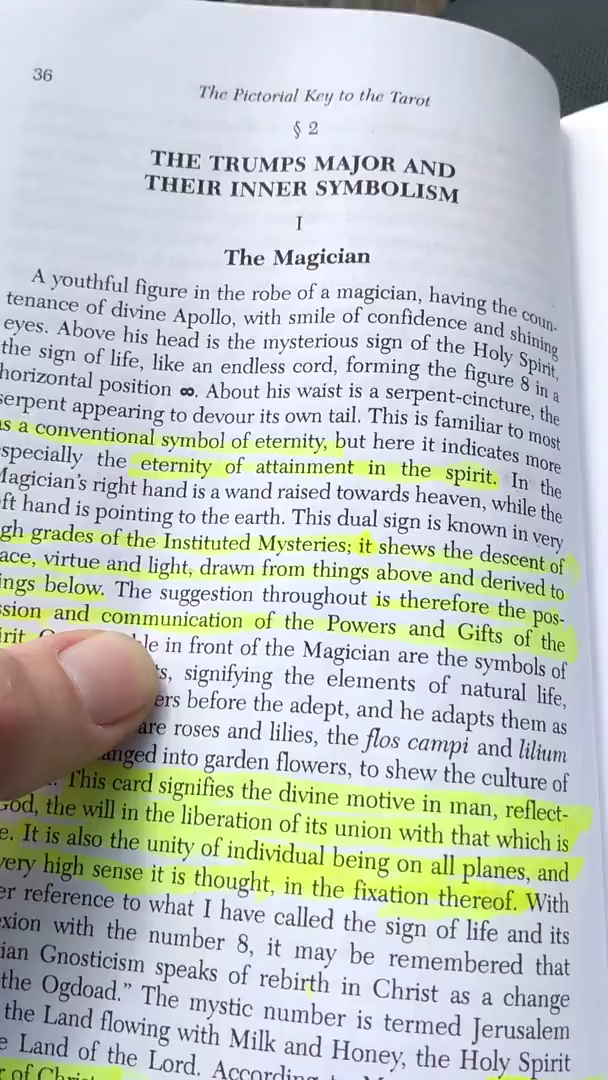 36
The Pictorial Key to the Tarot
§ 2
THE TRUMPS MAJOR AND
THEIR INNER SYMBOLISM
I
The Magician
A youthful figure in the robe of a magician, having the coun-
tenance of divine Apollo, with smile of confidence and shining
eyes. Above his head is the mysterious sign of the Holy Spirit,
the sign of life, like an endless cord, forming the figure 8 in a
horizontal position ∞. About his waist is a serpent-cincture, the
serpent appearing to devour its own tail. This is familiar to most
as a conventional symbol of eternity, but here it indicates more
specially the eternity of attainment in the spirit. In the
Magician's right hand is a wand raised towards heaven, while the
ft hand is pointing to the earth. This dual sign is known in very
gh grades of the Instituted Mysteries; it shews the descent of
ace, virtue and light, drawn from things above and derived to
ings below. The suggestion throughout is therefore the pos-
ssion and communication of the Powers and Gifts of the
irit. in front of the Magician are the symbols of
signifying the elements of natural life,
ers before the adept, and he adapts them as
are roses and lilies, the flos campi and lilium
anged into garden flowers, to shew the culture of
This card signifies the divine motive in man, reflect-
God, the will in the liberation of its union with that which is
e. It is also the unity of individual being on all planes, and
very high sense it is thought, in the fixation thereof. With
er reference to what I have called the sign of life and its
exion with the number 8, it may be remembered that
ian Gnosticism speaks of rebirth in Christ as a change
the Ogdoad." The mystic number is termed Jerusalem
the Land flowing with Milk and Honey, the Holy Spirit
e Land of the Lord. According
of Christ